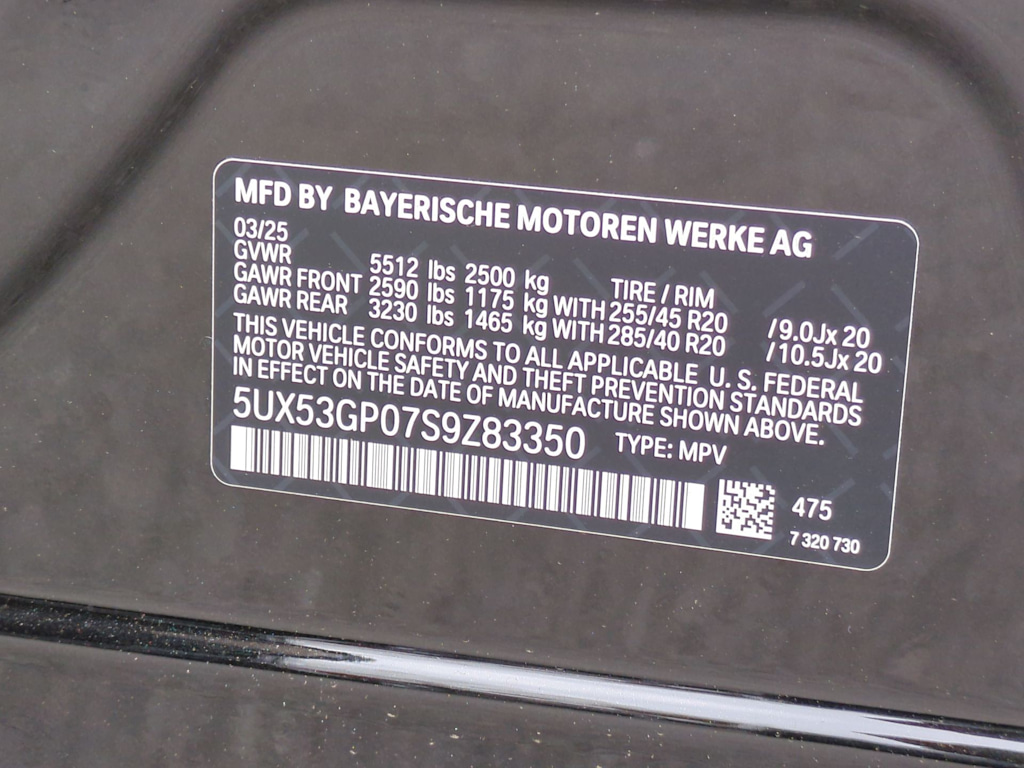 MFD BY BAYERISCHE MOTOREN WERKE AG
03/25
GVWR 5512 lbs 2500 kg TIRE / RIM
GAWR FRONT 2590 lbs 1175 kg WITH 255/45 R20 /9.0Jx 20
GAWR REAR 3230 lbs 1465 kg WITH 285/40 R20 /10.5Jx 20
THIS VEHICLE CONFORMS TO ALL APPLICABLE U. S. FEDERAL
MOTOR VEHICLE SAFETY AND THEFT PREVENTION STANDARDS
IN EFFECT ON THE DATE OF MANUFACTURE SHOWN ABOVE.
5UX53GP07S9Z83350 TYPE: MPV
475
7 320 730